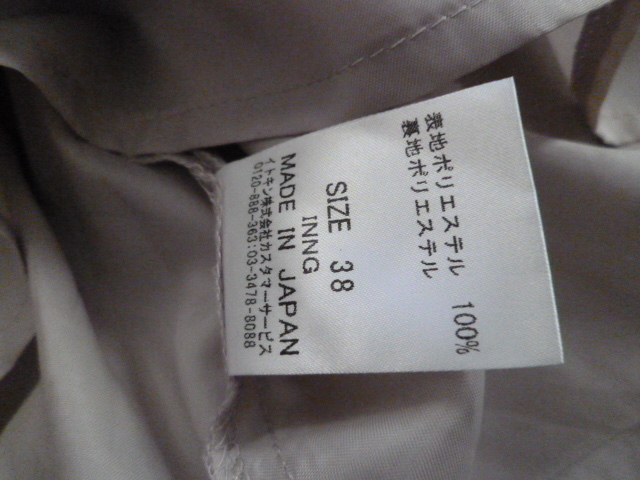 表地ポリエステル 100%
裏地ポリエステル
SIZE 38
INNG
MADE IN JAPAN
イトキン株式会社カスタマーサービス
0120-888-363:03-3478-8088